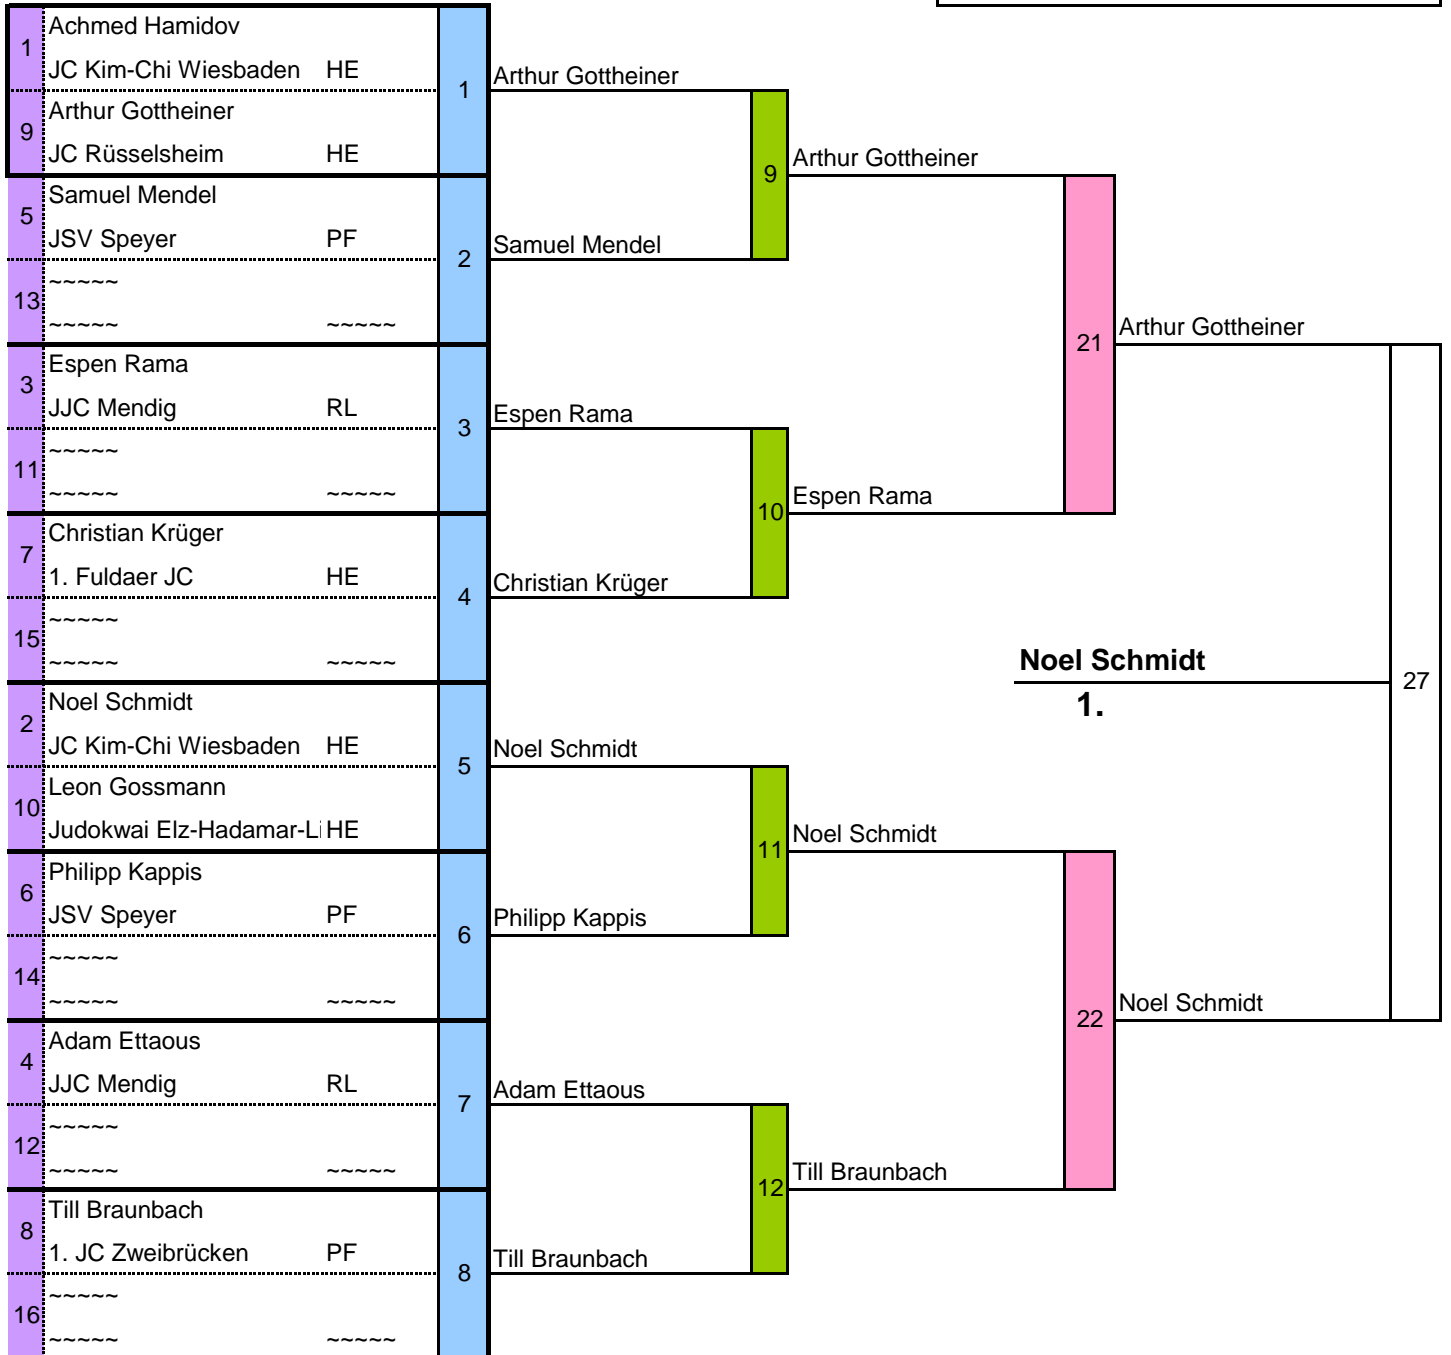 1
Achmed Hamidov
JC Kim-Chi Wiesbaden HE
9
Arthur Gottheiner
JC Rüsselsheim HE
1
5
Samuel Mendel
JSV Speyer PF
13
~~~~~
~~~~~ ~~~~~
2
3
Espen Rama
JJC Mendig RL
11
~~~~~
~~~~~ ~~~~~
3
7
Christian Krüger
1. Fuldaer JC HE
15
~~~~~
~~~~~ ~~~~~
4
2
Noel Schmidt
JC Kim-Chi Wiesbaden HE
10
Leon Gossmann
Judokwai Elz-Hadamar-Li HE
5
6
Philipp Kappis
JSV Speyer PF
14
~~~~~
~~~~~ ~~~~~
6
4
Adam Ettaous
JJC Mendig RL
12
~~~~~
~~~~~ ~~~~~
7
8
Till Braunbach
1. JC Zweibrücken PF
16
~~~~~
~~~~~ ~~~~~
8
Arthur Gottheiner
Samuel Mendel
9
Espen Rama
Christian Krüger
10
Noel Schmidt
Philipp Kappis
11
Adam Ettaous
Till Braunbach
12
Arthur Gottheiner
Espen Rama
21
Noel Schmidt
Till Braunbach
22
Arthur Gottheiner
Noel Schmidt
27
Noel Schmidt
1.